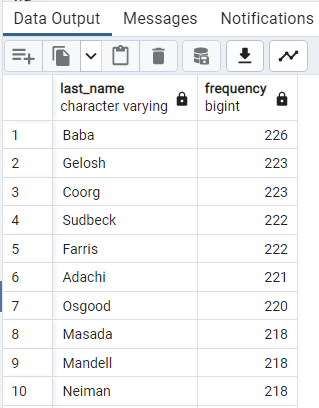 Data Output Messages Notifications
last_name frequency
character varying bigint
1 Baba 226
2 Gelosh 223
3 Coorg 223
4 Sudbeck 222
5 Farris 222
6 Adachi 221
7 Osgood 220
8 Masada 218
9 Mandell 218
10 Neiman 218